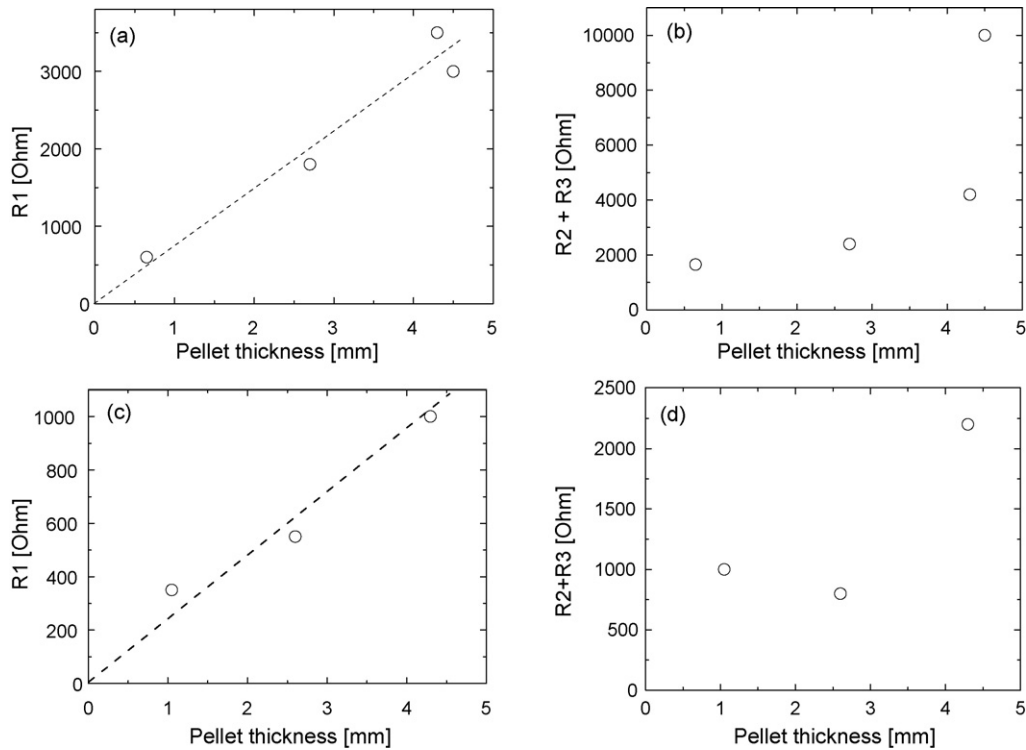 (a)
R1 [Ohm]
3000
2000
1000
0
0 1 2 3 4 5
Pellet thickness [mm]
(b)
R2 + R3 [Ohm]
10000
8000
6000
4000
2000
0
0 1 2 3 4 5
Pellet thickness [mm]
(c)
R1 [Ohm]
1000
800
600
400
200
0
0 1 2 3 4 5
Pellet thickness [mm]
(d)
R2+R3 [Ohm]
2500
2000
1500
1000
500
0
0 1 2 3 4 5
Pellet thickness [mm]